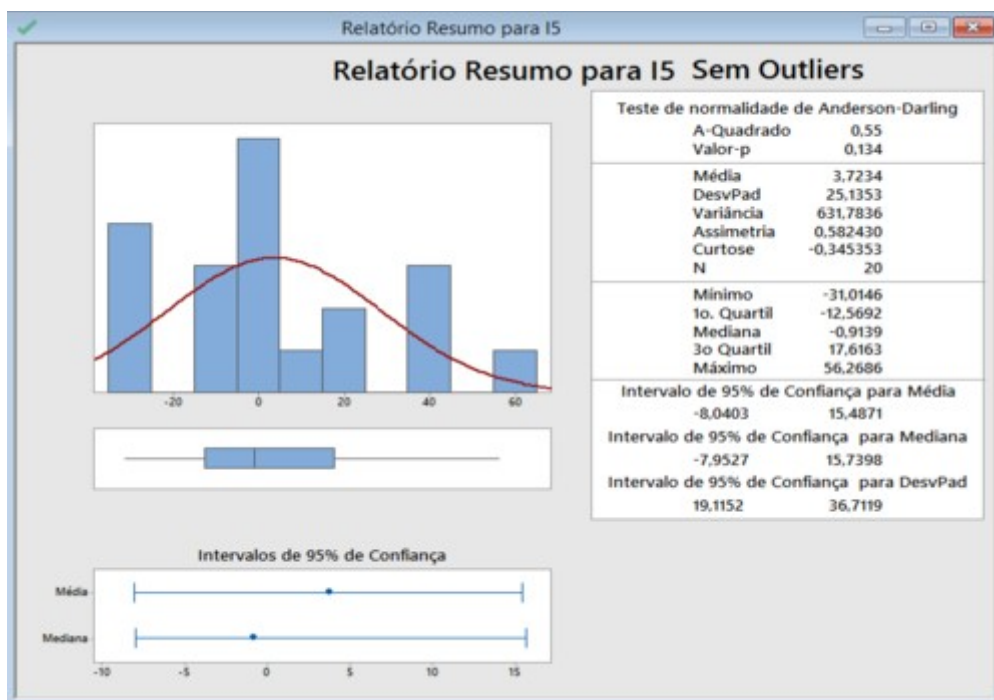 Relatório Resumo para I5
Relatório Resumo para I5 Sem Outliers
-20 0 20 40 60
Teste de normalidade de Anderson-Darling
A-Quadrado 0,55
Valor-p 0,134
Média 3,7234
DesvPad 25,1353
Variância 631,7836
Assimetria 0,582430
Curtose -0,345353
N 20
Mínimo -31,0146
1o. Quartil -12,5692
Mediana -0,9139
3o Quartil 17,6163
Máximo 56,2686
Intervalo de 95% de Confiança para Média
-8,0403 15,4871
Intervalo de 95% de Confiança para Mediana
-7,9527 15,7398
Intervalo de 95% de Confiança para DesvPad
19,1152 36,7119
Intervalos de 95% de Confiança
Média
Mediana
-10 -5 0 5 10 15